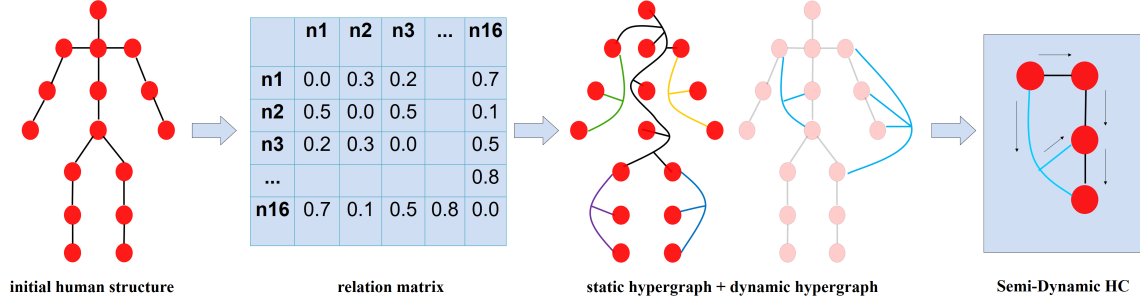 n1 n2 n3 ... n16
n1 0.0 0.3 0.2 0.7
n2 0.5 0.0 0.5 0.1
n3 0.2 0.3 0.0 0.5
... 0.8
n16 0.7 0.1 0.5 0.8 0.0
initial human structure
relation matrix
static hypergraph + dynamic hypergraph
Semi-Dynamic HC